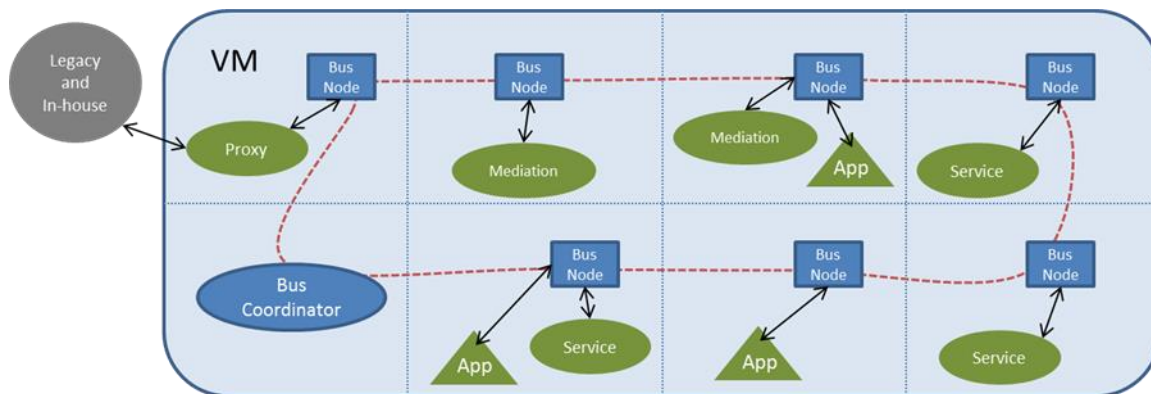 Legacy
and
In-house
VM
Bus
Node
Bus
Node
Bus
Node
Bus
Node
Proxy
Mediation
Mediation
App
Service
Bus
Coordinator
Bus
Node
Bus
Node
Bus
Node
App
Service
App
Service